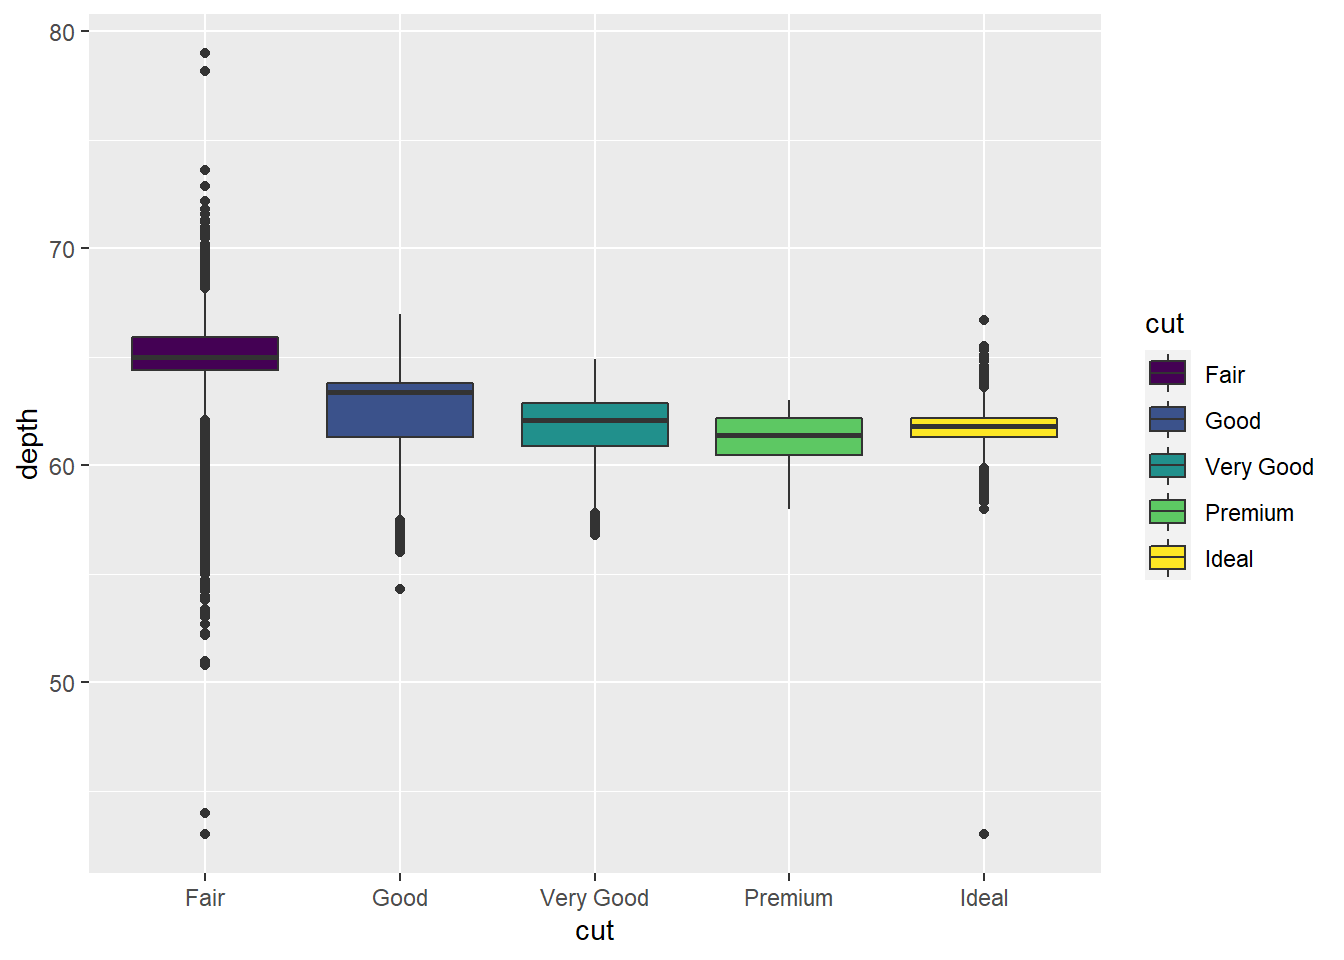 80
70
60
50
depth
Fair Good Very Good Premium Ideal
cut
cut
Fair
Good
Very Good
Premium
Ideal